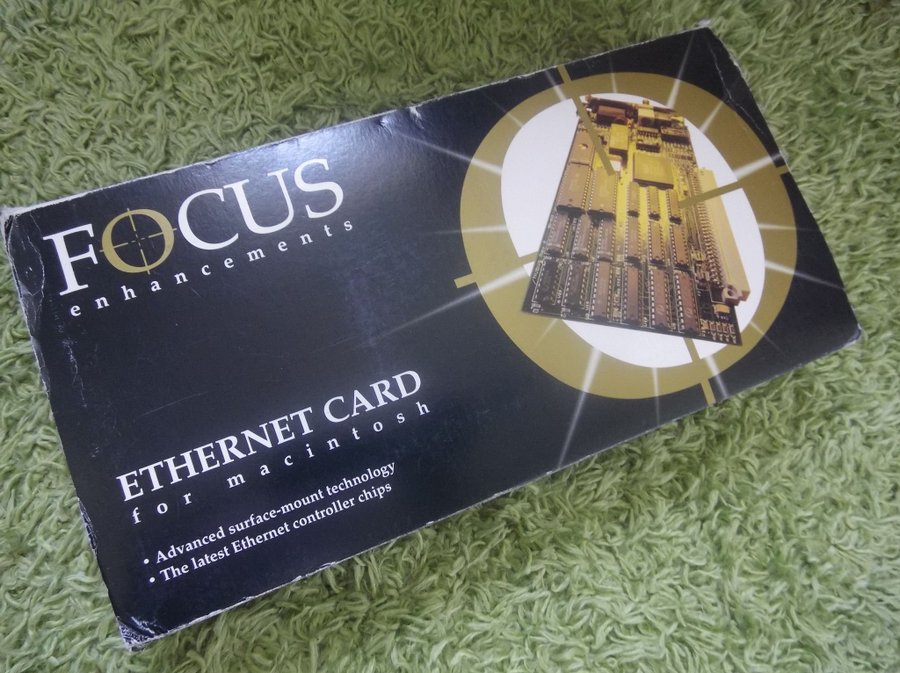 FOCUS
enhancements
ETHERNET CARD
for macintosh
• Advanced surface-mount technology
• The latest Ethernet controller chips